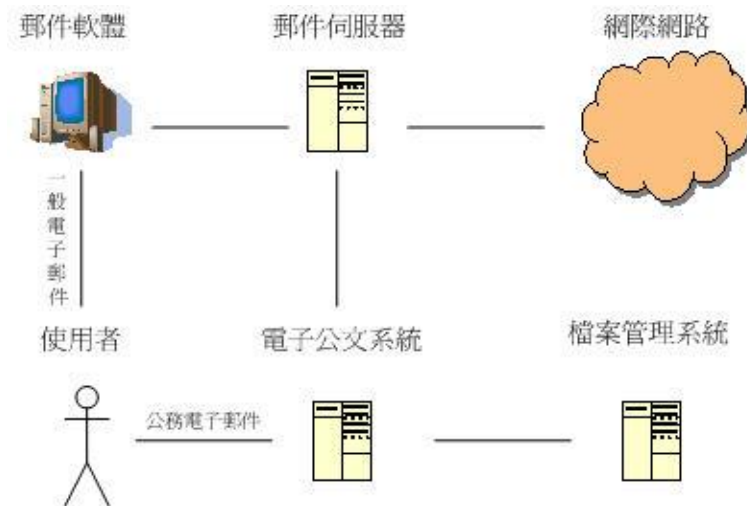 郵件軟體
郵件伺服器
網際網路
一般電子郵件
使用者
電子公文系統
檔案管理系統
公務電子郵件